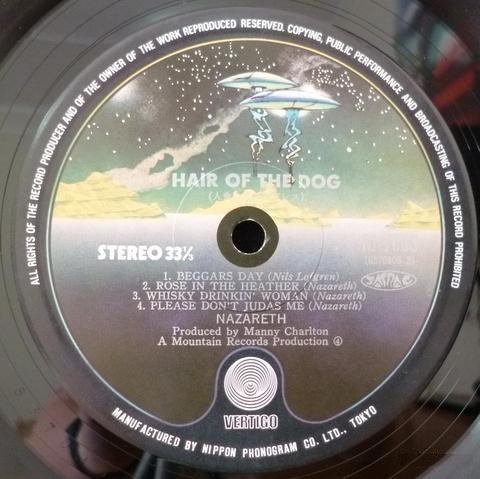 ALL RIGHTS OF THE RECORD PRODUCER AND OF THE OWNER OF THE WORK REPRODUCED RESERVED. COPYING, PUBLIC PERFORMANCE AND BROADCASTING OF THIS RECORD PROHIBITED
HAIR OF THE DOG
STEREO 33⅓
1. BEGGARS DAY (Nils Lofgren)
2. ROSE IN THE HEATHER (Nazareth)
3. WHISKY DRINKIN' WOMAN (Nazareth)
4. PLEASE DON'T JUDAS ME (Nazareth)
NAZARETH
Produced by Manny Charlton
A Mountain Records Production ④
VERTIGO
MANUFACTURED BY NIPPON PHONOGRAM CO. LTD., TOKYO